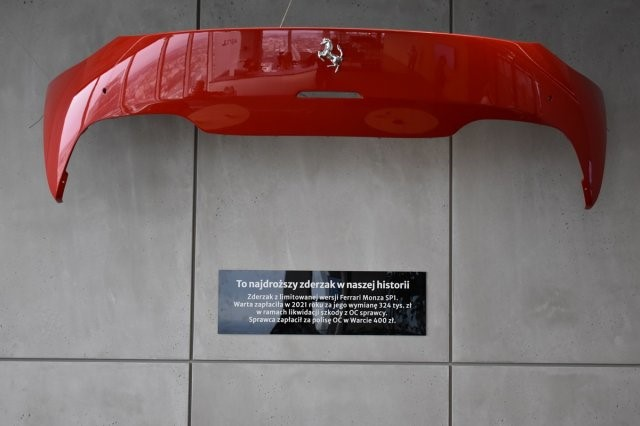 To najdroższy zderzak w naszej historii
Zderzak z limitowanej wersji Ferrari Monza SP1.
Warta zapłaciła w 2021 roku za jego wymianę 324 tys. zł
w ramach likwidacji szkody z OC sprawcy.
Sprawca zapłacił za polisę OC w Warcie 400 zł.